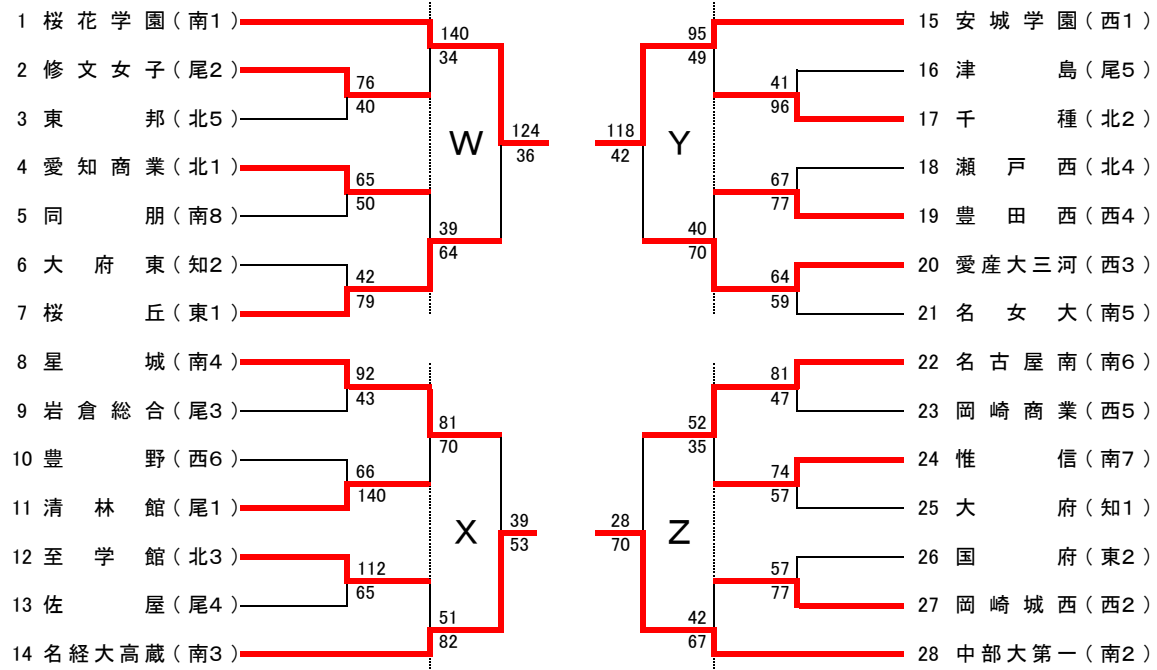 1 桜花学園(南1)
2 修文女子(尾2)
3 東邦(北5)
4 愛知商業(北1)
5 同朋(南8)
6 大府東(知2)
7 桜丘(東1)
8 星城(南4)
9 岩倉総合(尾3)
10 豊野(西6)
11 清林館(尾1)
12 至学館(北3)
13 佐屋(尾4)
14 名経大高蔵(南3)
76
40
65
50
42
79
92
43
66
140
112
65
140
34
39
64
81
70
51
82
W
X
124
36
39
53
118
42
28
70
Y
Z
95
49
40
70
52
35
42
67
41
96
67
77
64
59
81
47
74
57
57
77
15 安城学園(西1)
16 津島(尾5)
17 千種(北2)
18 瀬戸西(北4)
19 豊田西(西4)
20 愛産大三河(西3)
21 名女大(南5)
22 名古屋南(南6)
23 岡崎商業(西5)
24 惟信(南7)
25 大府(知1)
26 国府(東2)
27 岡崎城西(西2)
28 中部大第一(南2)